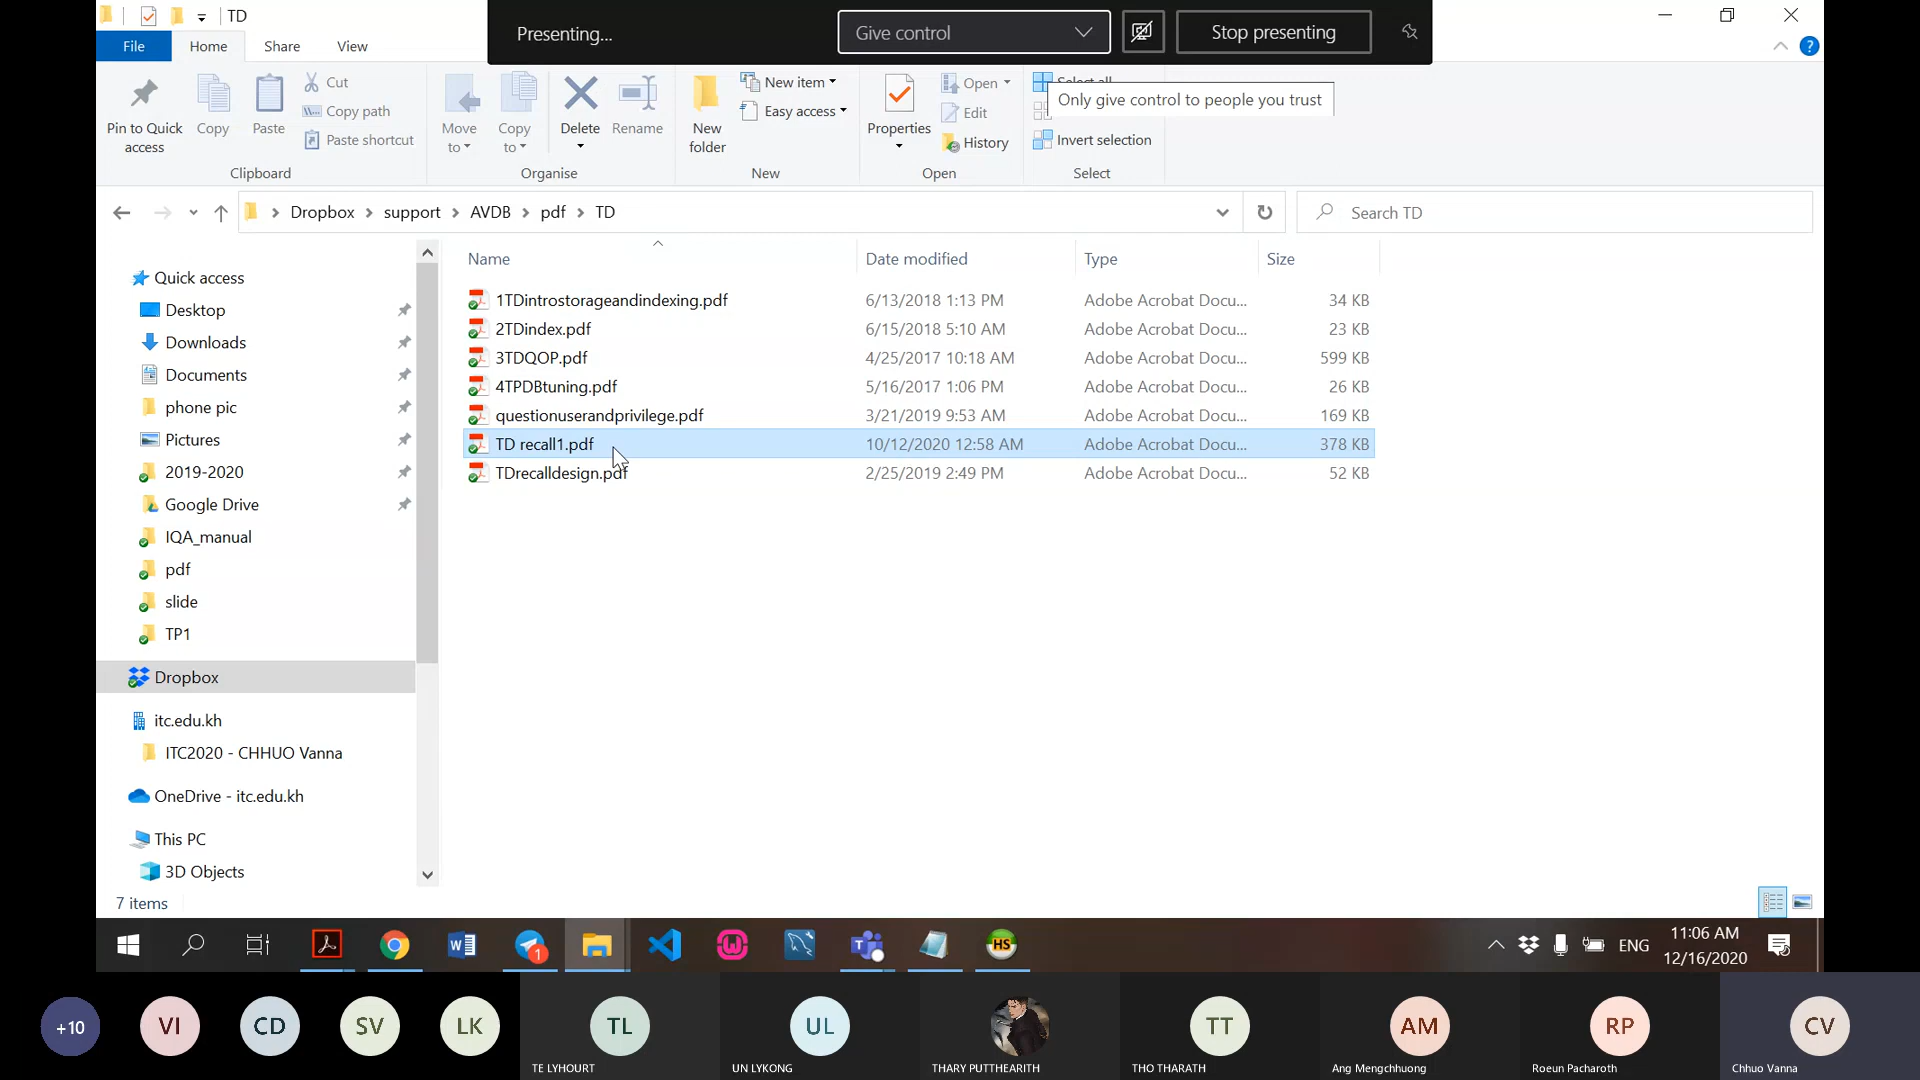 TD
Presenting...
Give control
Stop presenting
File
Home
Share
View
Only give control to people you trust
Pin to Quick access
Copy
Paste
Cut
Copy path
Paste shortcut
Clipboard
Move to
Copy to
Delete
Rename
Organise
New folder
New item
Easy access
New
Properties
Open
Edit
History
Open
Select all
Invert selection
Select
Dropbox > support > AVDB > pdf > TD
Search TD
Name Date modified Type Size
1TDintrostorageandindexing.pdf 6/13/2018 1:13 PM Adobe Acrobat Docu... 34 KB
2TDindex.pdf 6/15/2018 5:10 AM Adobe Acrobat Docu... 23 KB
3TDQOP.pdf 4/25/2017 10:18 AM Adobe Acrobat Docu... 599 KB
4TPDBtuning.pdf 5/16/2017 1:06 PM Adobe Acrobat Docu... 26 KB
questionuserandprivilege.pdf 3/21/2019 9:53 AM Adobe Acrobat Docu... 169 KB
TD recall1.pdf 10/12/2020 12:58 AM Adobe Acrobat Docu... 378 KB
TDrecalldesign.pdf 2/25/2019 2:49 PM Adobe Acrobat Docu... 52 KB
Quick access
Desktop
Downloads
Documents
phone pic
Pictures
2019-2020
Google Drive
IQA_manual
pdf
slide
TP1
Dropbox
itc.edu.kh
ITC2020 - CHHUO Vanna
OneDrive - itc.edu.kh
This PC
3D Objects
7 items
1
HS
ENG
11:06 AM
12/16/2020
+10
VI
CD
SV
LK
TL
UL
TT
AM
RP
CV
TE LYHOURT
UN LYKONG
THARY PUTTHEARITH
THO THARATH
Ang Mengchhuong
Roeun Pacharoth
Chhuo Vanna